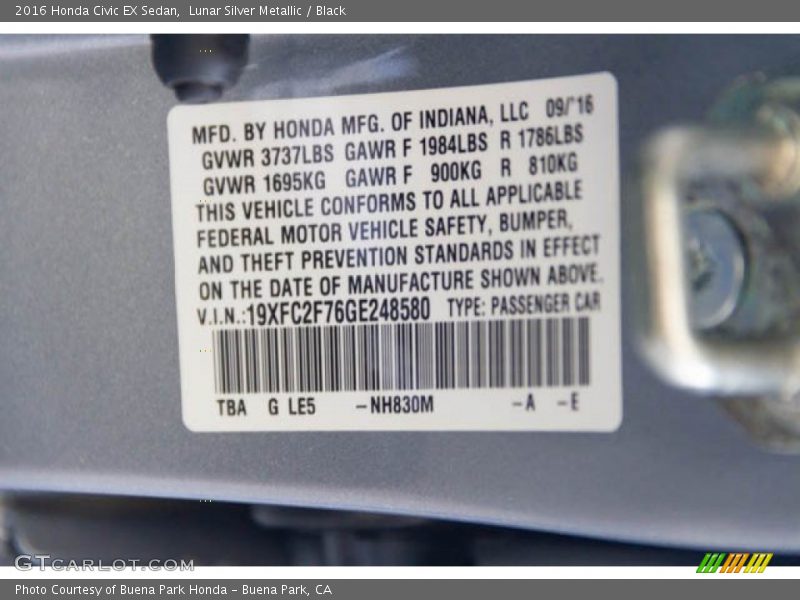 2016 Honda Civic EX Sedan,  Lunar Silver Metallic / Black
MFD. BY HONDA MFG. OF INDIANA, LLC 09/'16
GVWR 3737LBS GAWR F 1984LBS R 1786LBS
GVWR 1695KG GAWR F 900KG R 810KG
THIS VEHICLE CONFORMS TO ALL APPLICABLE
FEDERAL MOTOR VEHICLE SAFETY, BUMPER,
AND THEFT PREVENTION STANDARDS IN EFFECT
ON THE DATE OF MANUFACTURE SHOWN ABOVE.
V.I.N.:19XFC2F76GE248580 TYPE: PASSENGER CAR
TBA G LE5 -NH830M -A -E
GTCARLOT.COM
Photo Courtesy of Buena Park Honda - Buena Park, CA